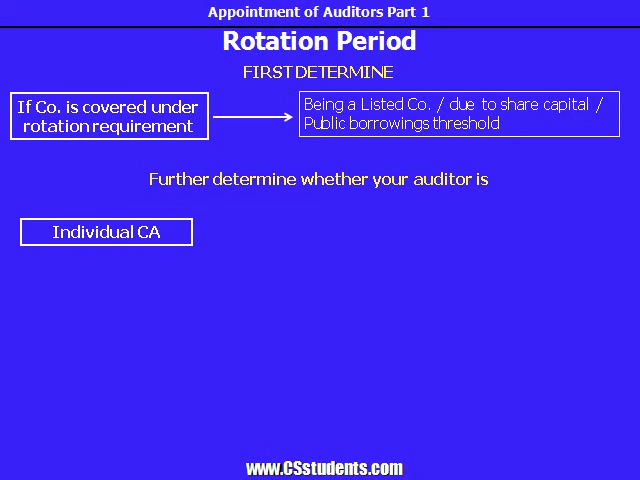 Appointment of Auditors Part 1
Rotation Period
FIRST DETERMINE
If Co. is covered under
rotation requirement
Being a Listed Co. / due to share capital /
Public borrowings threshold
Further determine whether your auditor is
Individual CA
www.CSstudents.com